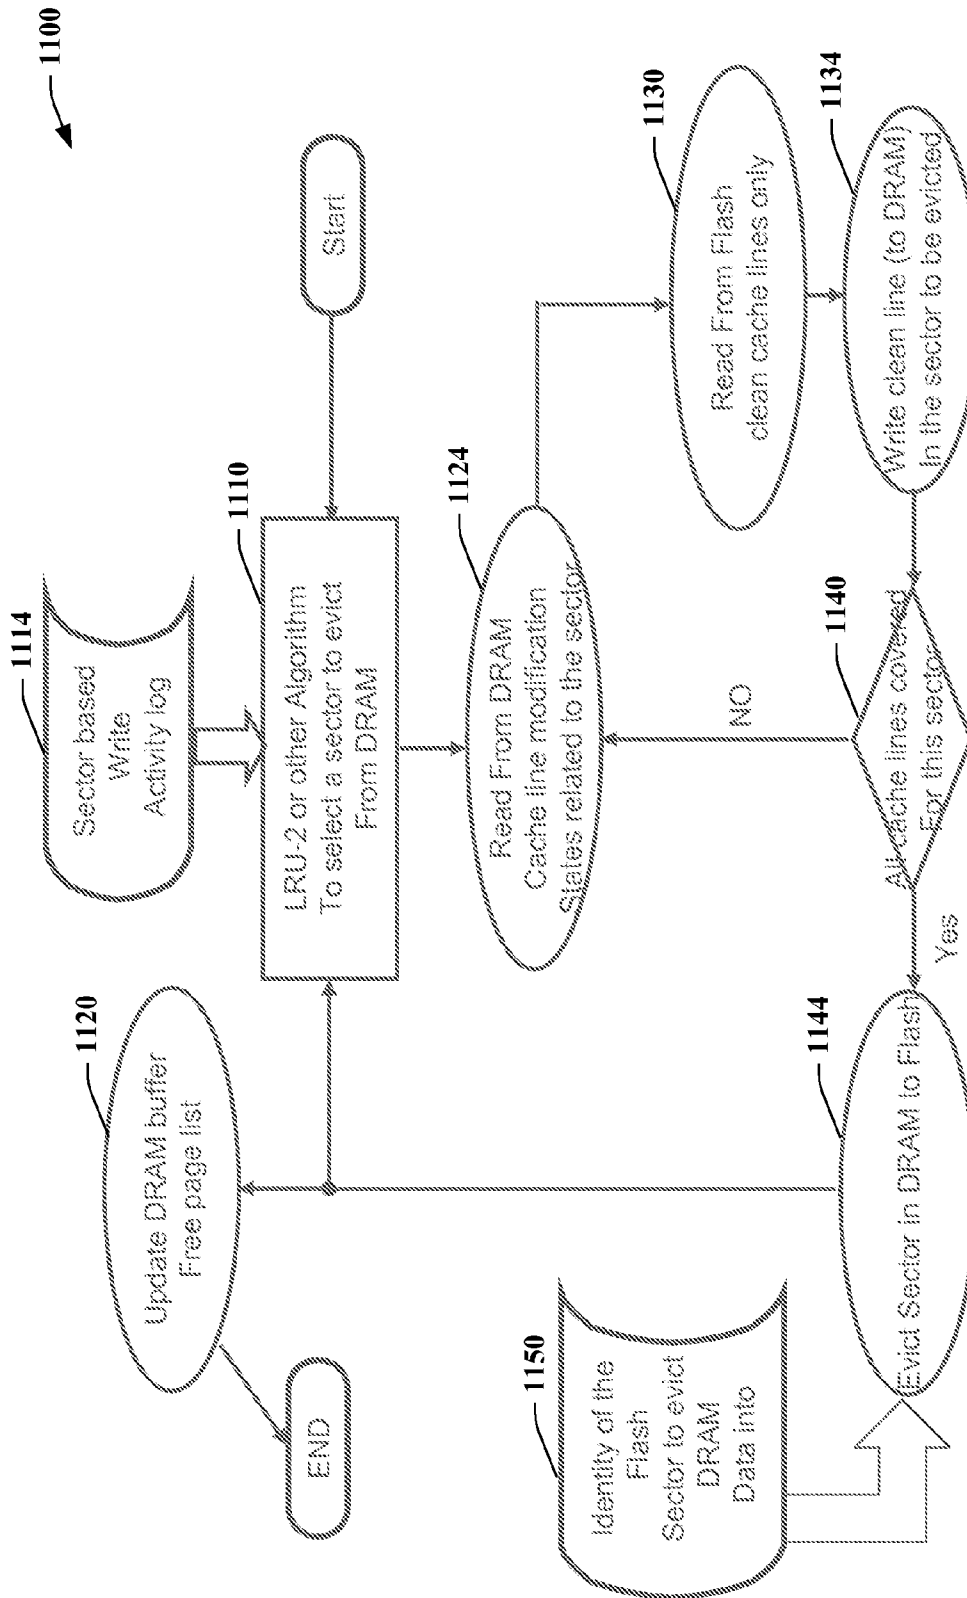 1100
Start
1114
Sector based
Write
Activity log
1110
LRU-2 or other Algorithm
To select a sector to evict
From DRAM
1120
Update DRAM buffer
Free page list
END
1124
Read From DRAM
Cache line modification
States related to the sector
1130
Read From Flash
clean cache lines only
1134
Write clean line (to DRAM)
In the sector to be evicted
1140
All cache lines covered
For this sector
NO
Yes
1144
Evict Sector in DRAM to Flash
1150
Identity of the
Flash
Sector to evict
DRAM
Data into